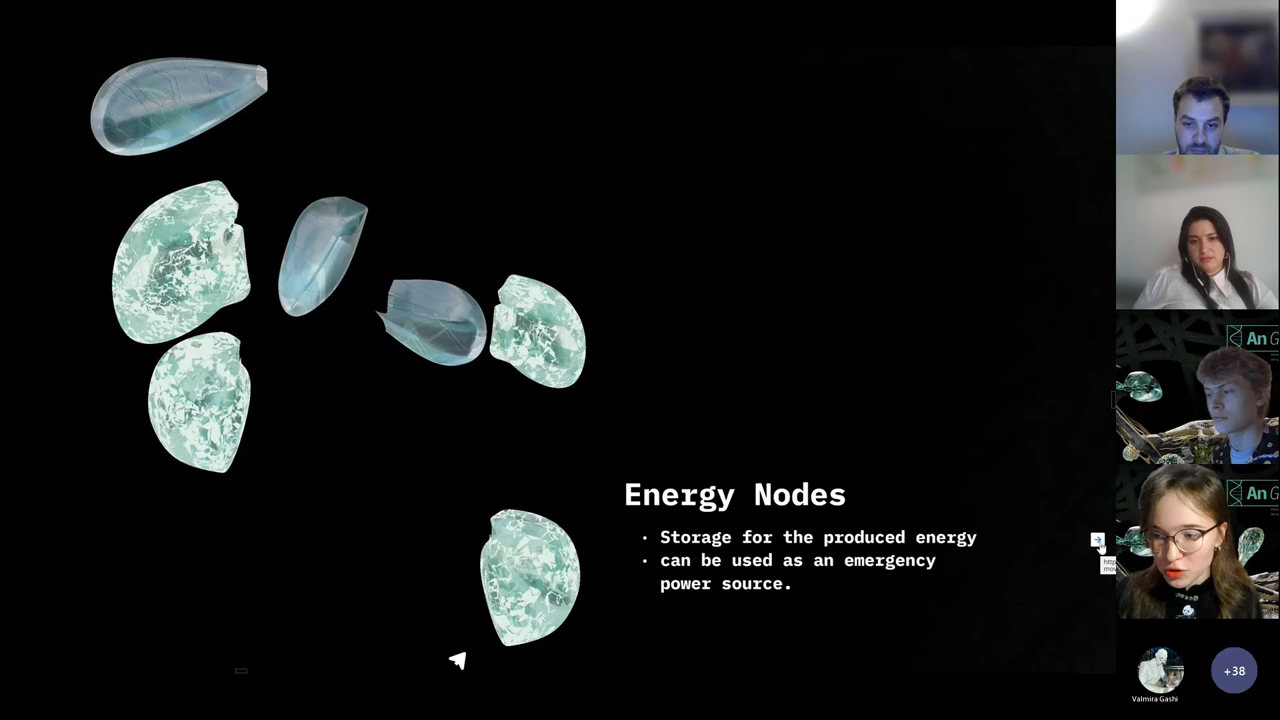 An G
An G
Energy Nodes
· Storage for the produced energy
· can be used as an emergency
power source.
Valmira Gashi
+38